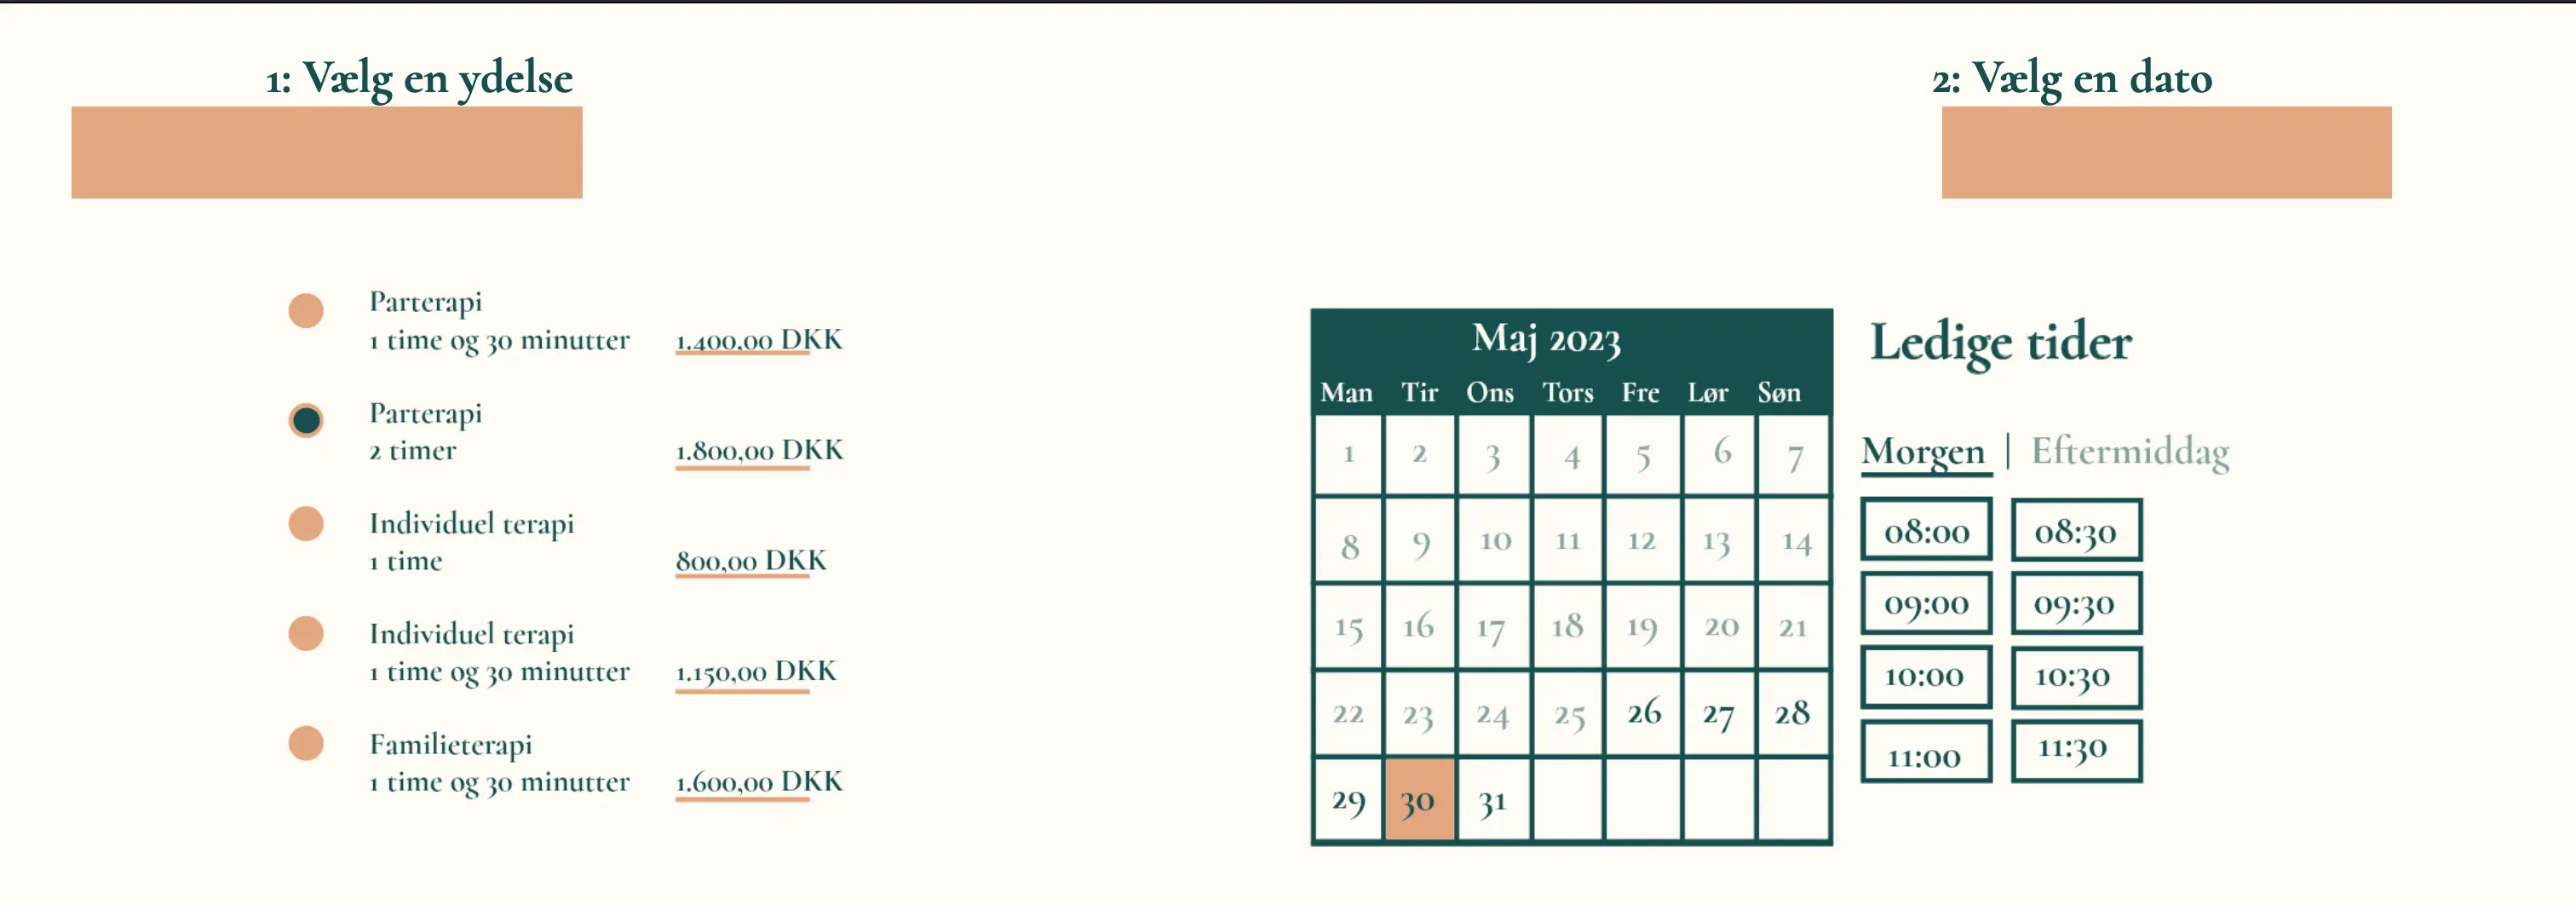 1: Vælg en ydelse
Parterapi
1 time og 30 minutter 1.400,00 DKK
Parterapi
2 timer 1.800,00 DKK
Individuel terapi
1 time 800,00 DKK
Individuel terapi
1 time og 30 minutter 1.150,00 DKK
Familieterapi
1 time og 30 minutter 1.600,00 DKK
2: Vælg en dato
Maj 2023
Man Tir Ons Tors Fre Lør Søn
1 2 3 4 5 6 7
8 9 10 11 12 13 14
15 16 17 18 19 20 21
22 23 24 25 26 27 28
29 30 31
Ledige tider
Morgen | Eftermiddag
08:00 08:30
09:00 09:30
10:00 10:30
11:00 11:30